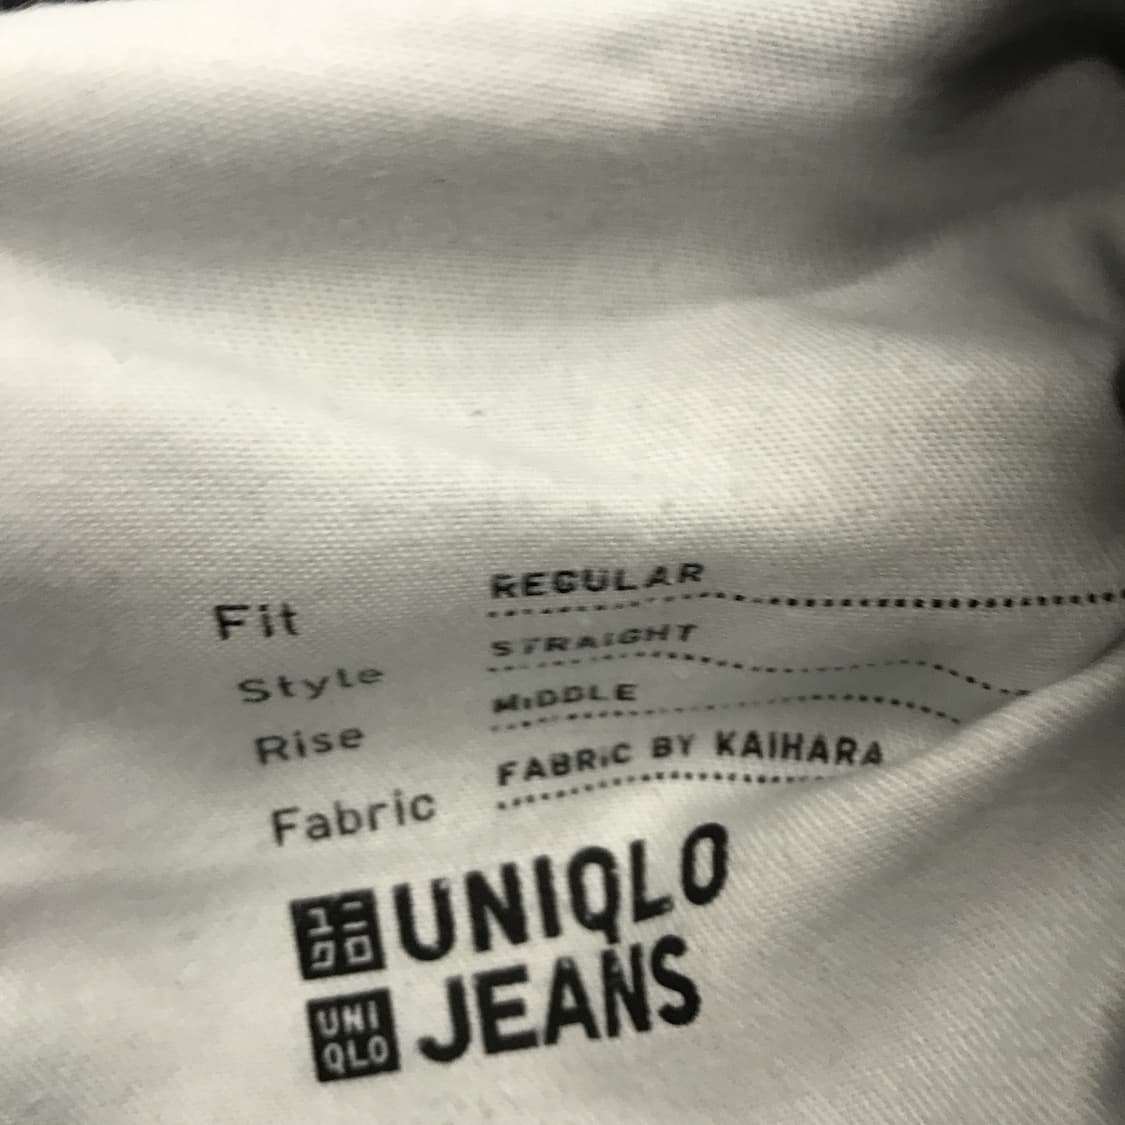 Fit REGULAR
Style STRAIGHT
Rise MIDDLE
Fabric FABRIC BY KAIHARA
ユニ
クロ
UNIQLO
UNI
QLO
JEANS